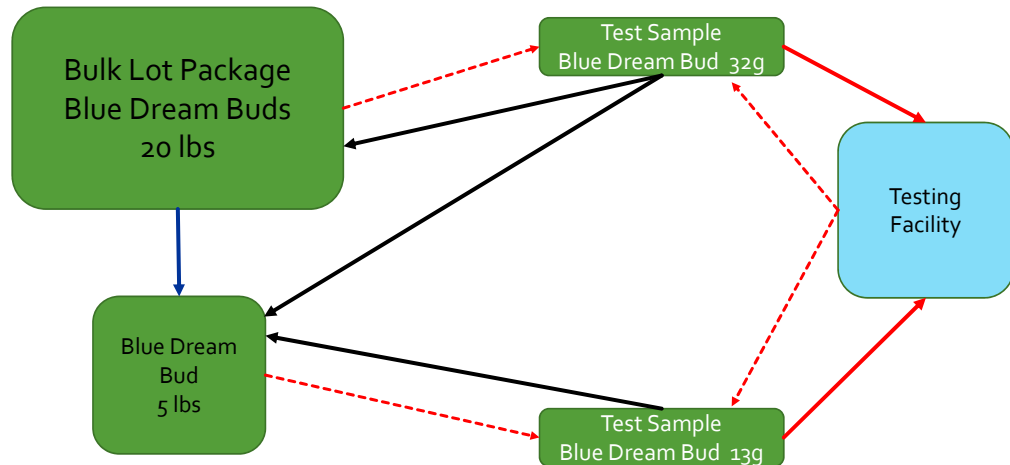 Bulk Lot Package
Blue Dream Buds
20 lbs
Test Sample
Blue Dream Bud 32g
Testing
Facility
Blue Dream
Bud
5 lbs
Test Sample
Blue Dream Bud 13g